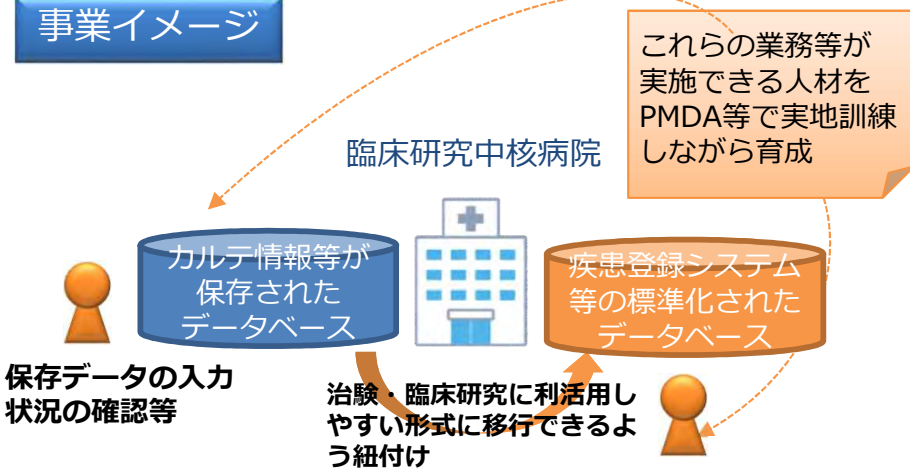 事業イメージ
これらの業務等が
実施できる人材を
PMDA等で実地訓練
しながら育成
臨床研究中核病院
カルテ情報等が
保存された
データベース
疾患登録システム
等の標準化された
データベース
保存データの入力
状況の確認等
治験・臨床研究に利活用し
やすい形式に移行できるよ
う紐付け